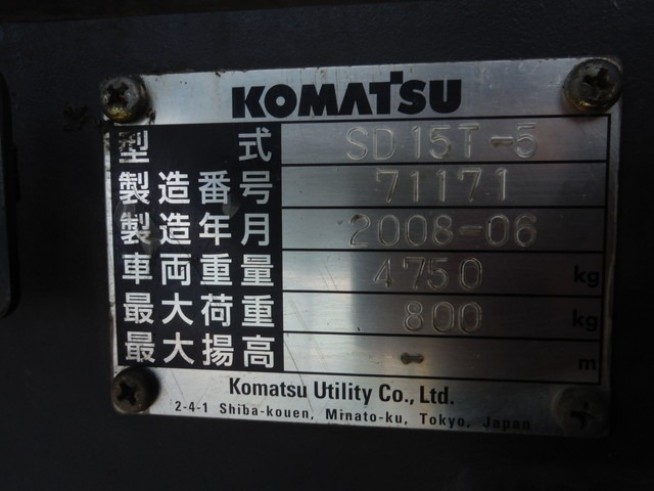 KOMATSU
型式 SD15T-5
製造番号 71171
製造年月 2008-06
車両重量 4750 kg
最大荷重 800 kg
最大揚高 - m
Komatsu Utility Co., Ltd.
2-4-1 Shiba-kouen, Minato-ku, Tokyo, Japan